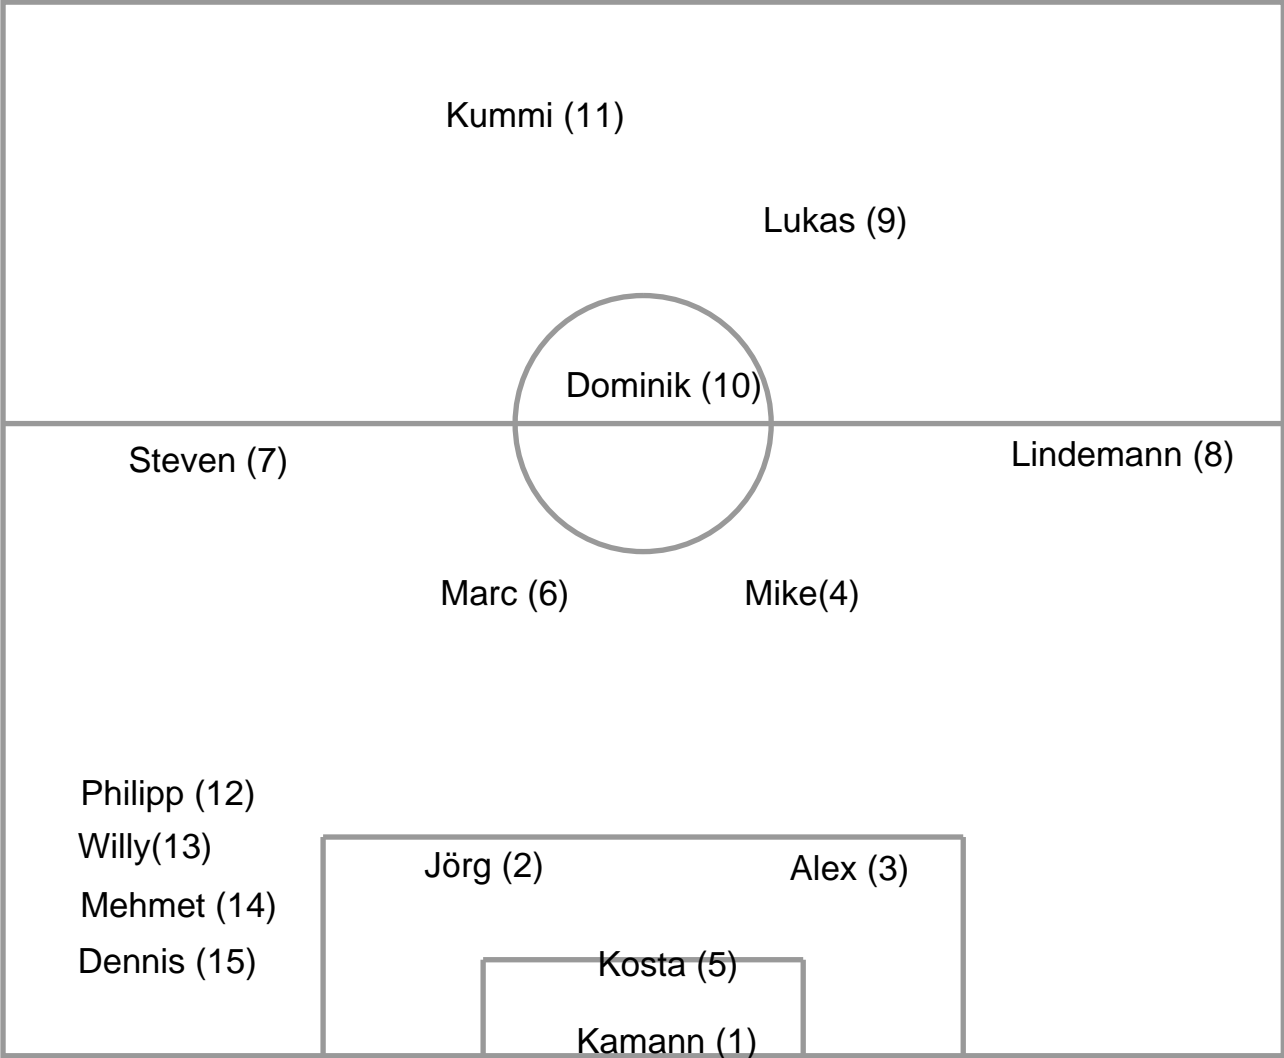 Kummi (11)
Lukas (9)
Dominik (10)
Steven (7)
Lindemann (8)
Marc (6)
Mike(4)
Philipp (12)
Willy(13)
Jörg (2)
Alex (3)
Mehmet (14)
Dennis (15)
Kosta (5)
Kamann (1)